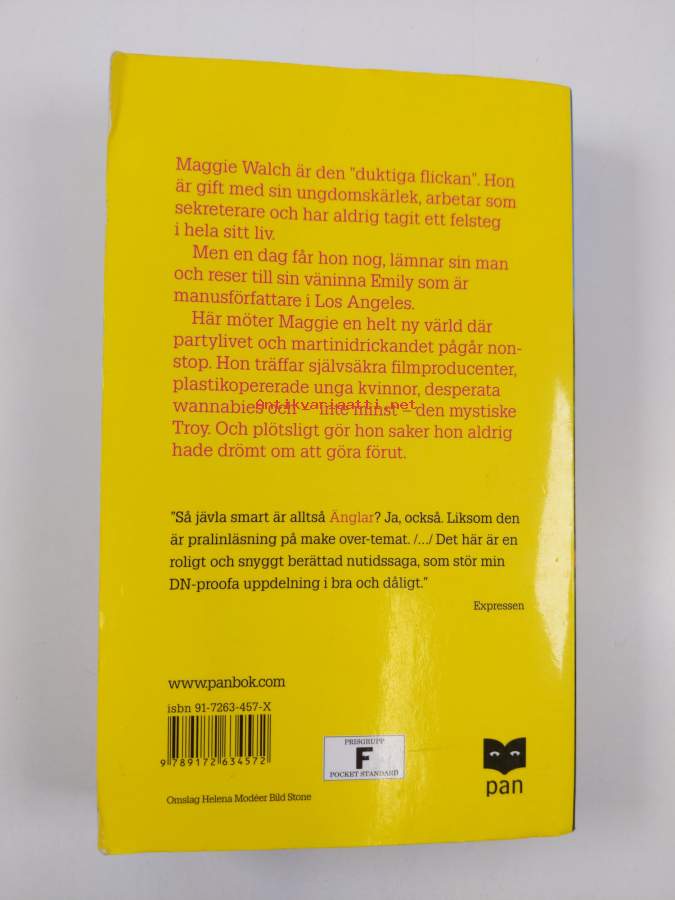 Maggie Walch är den "duktiga flickan". Hon
är gift med sin ungdomskärlek, arbetar som
sekreterare och har aldrig tagit ett felsteg
i hela sitt liv.
Men en dag får hon nog, lämnar sin man
och reser till sin väninna Emily som är
manusförfattare i Los Angeles.
Här möter Maggie en helt ny värld där
partylivet och martinidrickandet pågår non-
stop. Hon träffar självsäkra filmproducenter,
plastikopererade unga kvinnor, desperata
Antikvariaatti.net
wannabies och – inte minst – den mystiske
Troy. Och plötsligt gör hon saker hon aldrig
hade drömt om att göra förut.
"Så jävla smart är alltså Änglar? Ja, också. Liksom den
är pralinläsning på make over-temat. /.../ Det här är en
roligt och snyggt berättad nutidssaga, som stör min
DN-proofa uppdelning i bra och dåligt."
Expressen
www.panbok.com
isbn 91-7263-457-X
9 789172 634572
PRISGRUPP
F
POCKET STANDARD
pan
Omslag Helena Modéer Bild Stone